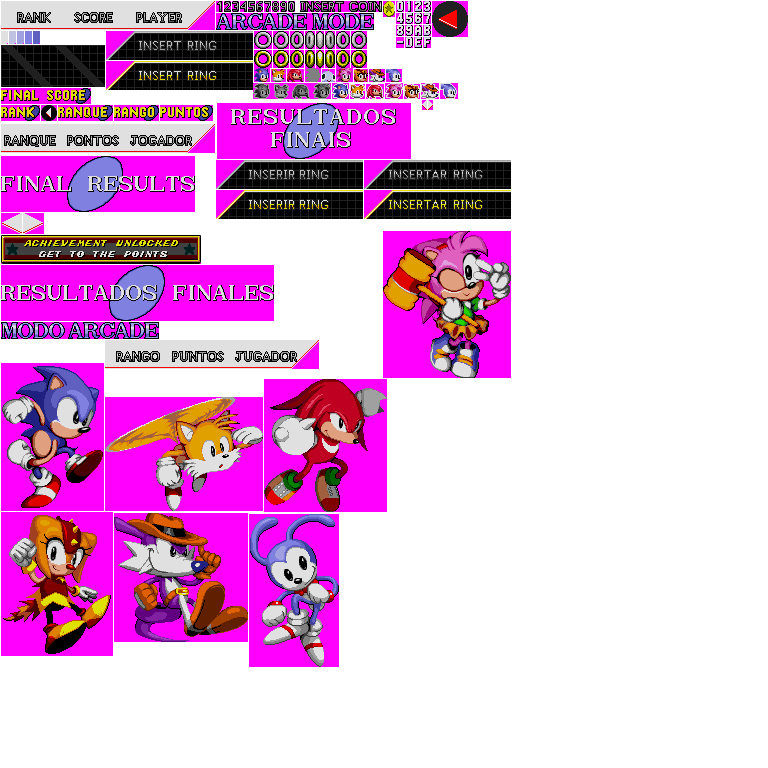 RANK SCORE PLAYER
1234567890 INSERT COIN
ARCADE MODE
0123
4567
89AB
-DEF
INSERT RING
INSERT RING
FINAL SCORE
RANK RANQUE RANGO PUNTOS
RESULTADOS
FINAIS
RANQUE PONTOS JOGADOR
FINAL RESULTS
INSERIR RING INSERTAR RING
INSERIR RING INSERTAR RING
ACHIEVEMENT UNLOCKED
GET TO THE POINTS
RESULTADOS FINALES
MODO ARCADE
RANGO PUNTOS JUGADOR